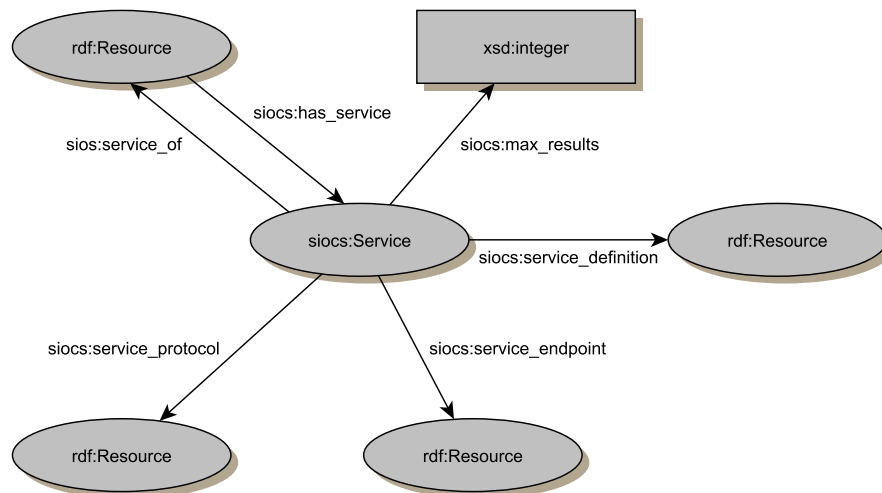 rdf:Resource
xsd:integer
siocs:has_service
sios:service_of
siocs:max_results
siocs:Service
rdf:Resource
siocs:service_definition
siocs:service_protocol
siocs:service_endpoint
rdf:Resource
rdf:Resource